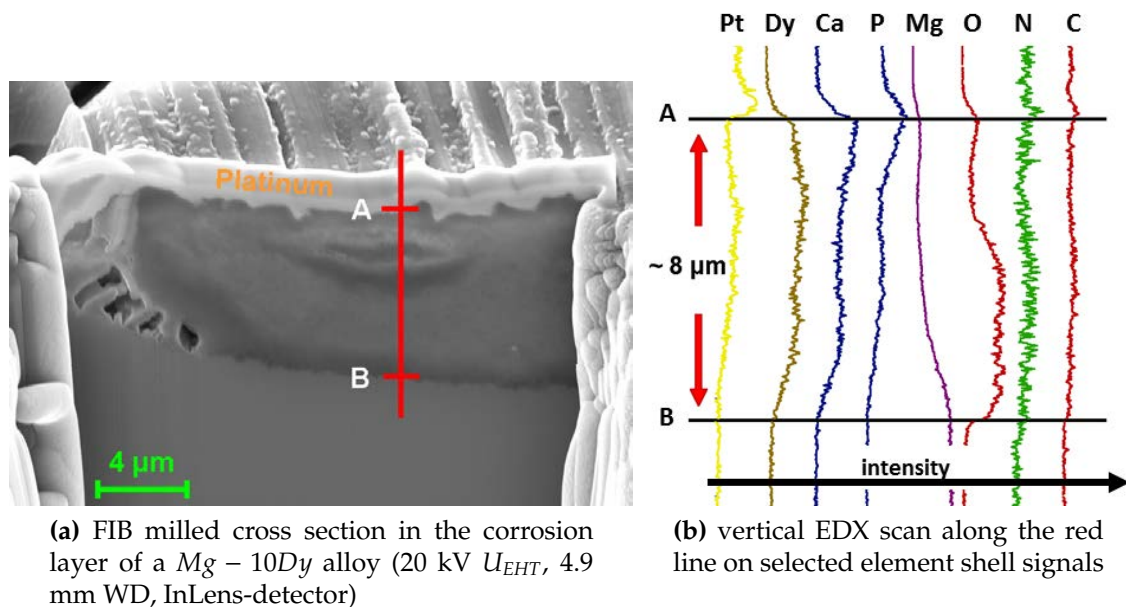 Platinum
A
B
4 µm
Pt Dy Ca P Mg O N C
A
~ 8 µm
B
intensity
(a) FIB milled cross section in the corrosion
layer of a Mg − 10Dy alloy (20 kV U_EHT, 4.9
mm WD, InLens-detector)
(b) vertical EDX scan along the red
line on selected element shell signals